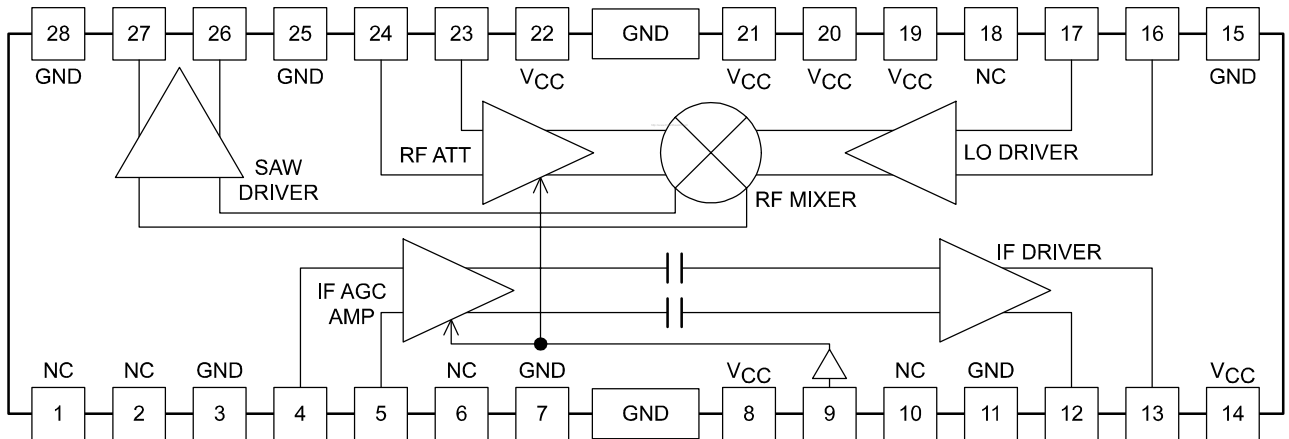 28 27 26 25 24 23 22 GND 21 20 19 18 17 16 15
GND GND VCC VCC VCC VCC NC GND
RF ATT
LO DRIVER
SAW
DRIVER
RF MIXER
IF DRIVER
IF AGC
AMP
NC NC GND NC GND VCC NC GND VCC
1 2 3 4 5 6 7 GND 8 9 10 11 12 13 14